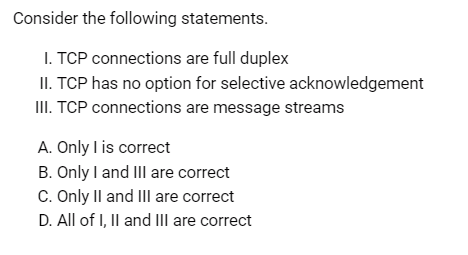 Consider the following statements.
I. TCP connections are full duplex
II. TCP has no option for selective acknowledgement
III. TCP connections are message streams
A. Only I is correct
B. Only I and III are correct
C. Only II and III are correct
D. All of I, II and III are correct